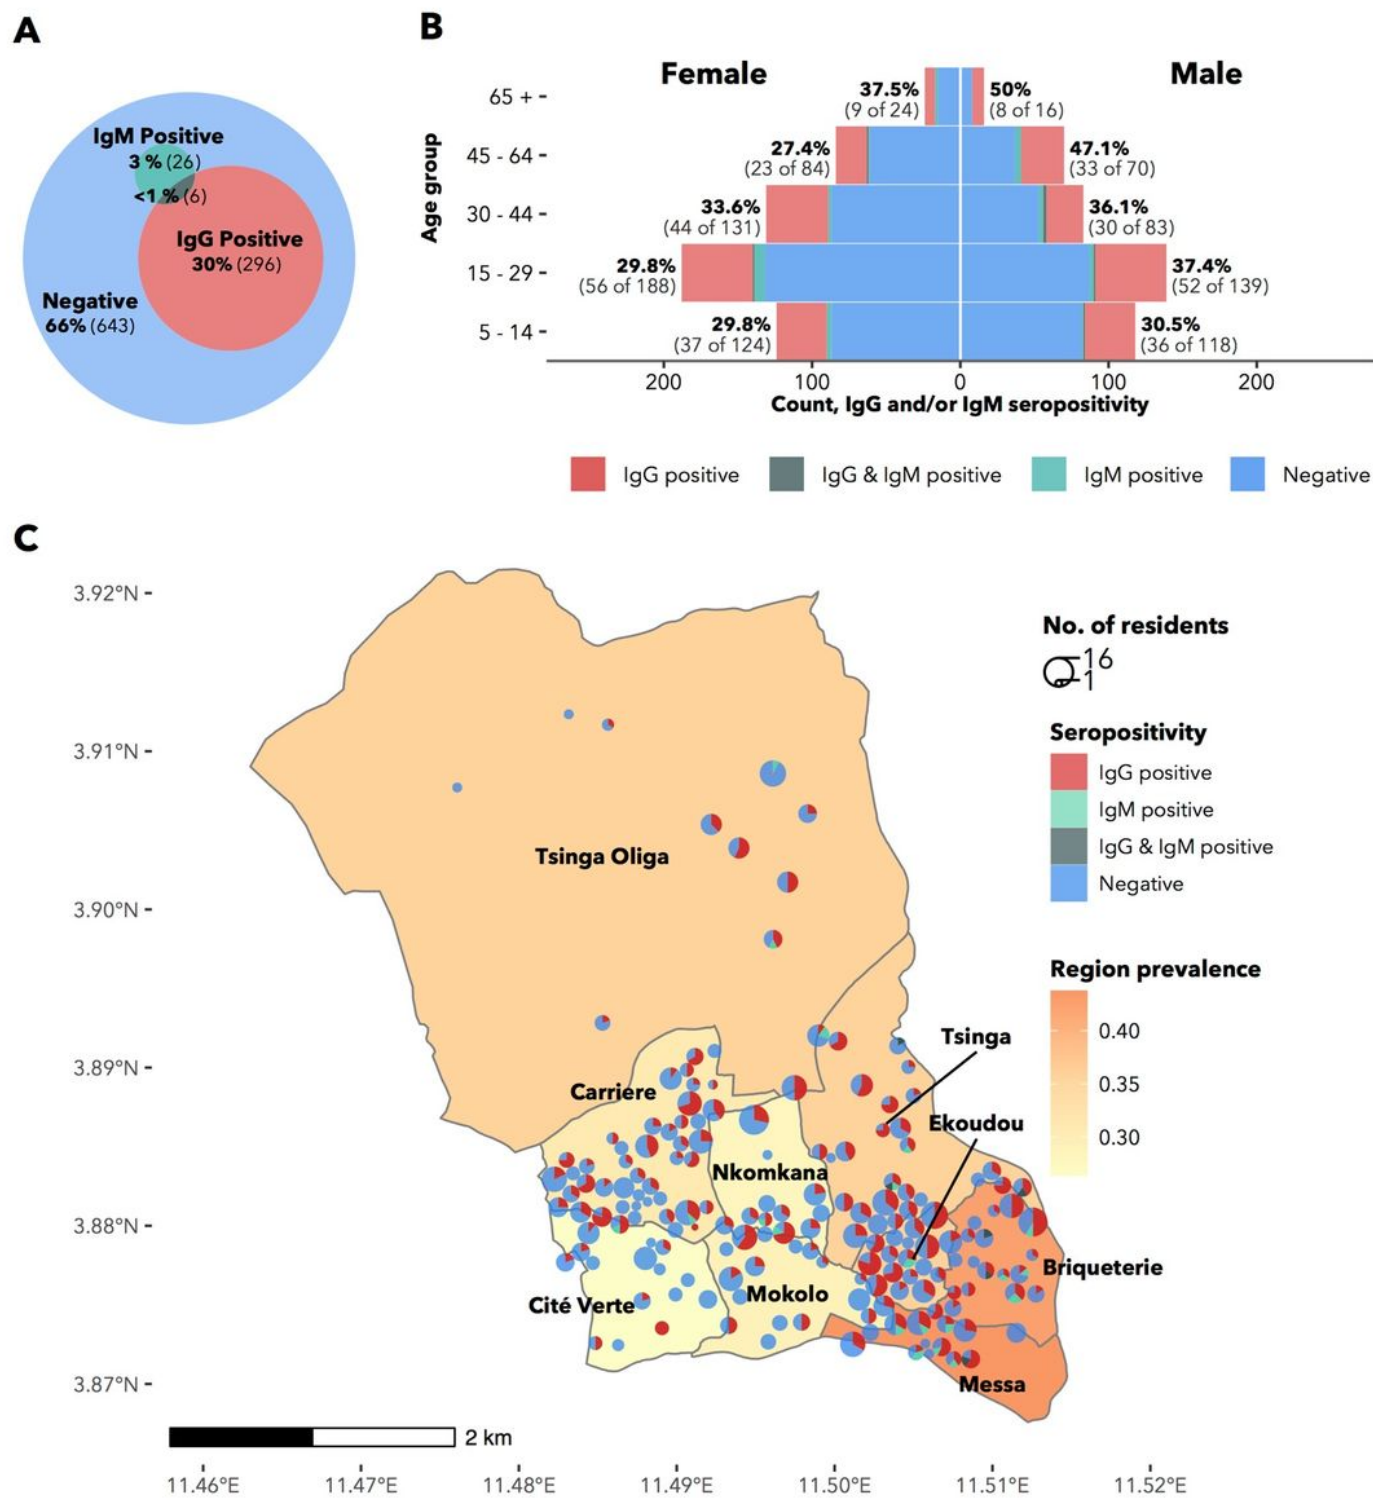 A
IgM Positive
3 % (26)
<1 % (6)
IgG Positive
30% (296)
Negative
66% (643)
B
Female
Male
Age group
65 +
37.5%
(9 of 24)
50%
(8 of 16)
45 - 64
27.4%
(23 of 84)
47.1%
(33 of 70)
30 - 44
33.6%
(44 of 131)
36.1%
(30 of 83)
15 - 29
29.8%
(56 of 188)
37.4%
(52 of 139)
5 - 14
29.8%
(37 of 124)
30.5%
(36 of 118)
200 100 0 100 200
Count, IgG and/or IgM seropositivity
IgG positive IgG & IgM positive IgM positive Negative
C
3.92°N
3.91°N
3.90°N
3.89°N
3.88°N
3.87°N
Tsinga Oliga
Tsinga
Carriere
Ekoudou
Nkomkana
Briqueterie
Cité Verte
Mokolo
Messa
No. of residents
16
1
Seropositivity
IgG positive
IgM positive
IgG & IgM positive
Negative
Region prevalence
0.40
0.35
0.30
2 km
11.46°E 11.47°E 11.48°E 11.49°E 11.50°E 11.51°E 11.52°E